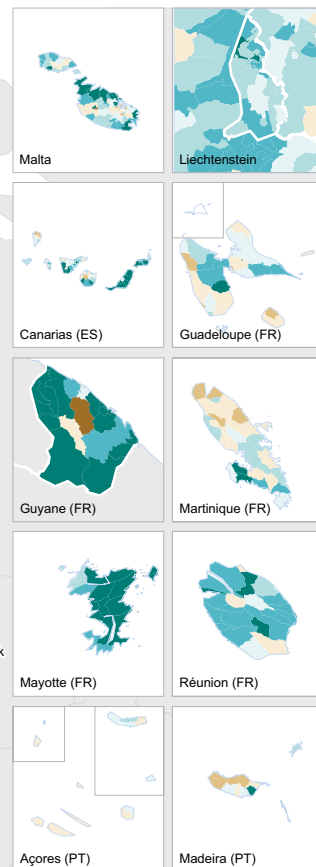 Malta
Liechtenstein
Canarias (ES)
Guadeloupe (FR)
Guyane (FR)
Martinique (FR)
k
Mayotte (FR)
Réunion (FR)
Açores (PT)
Madeira (PT)